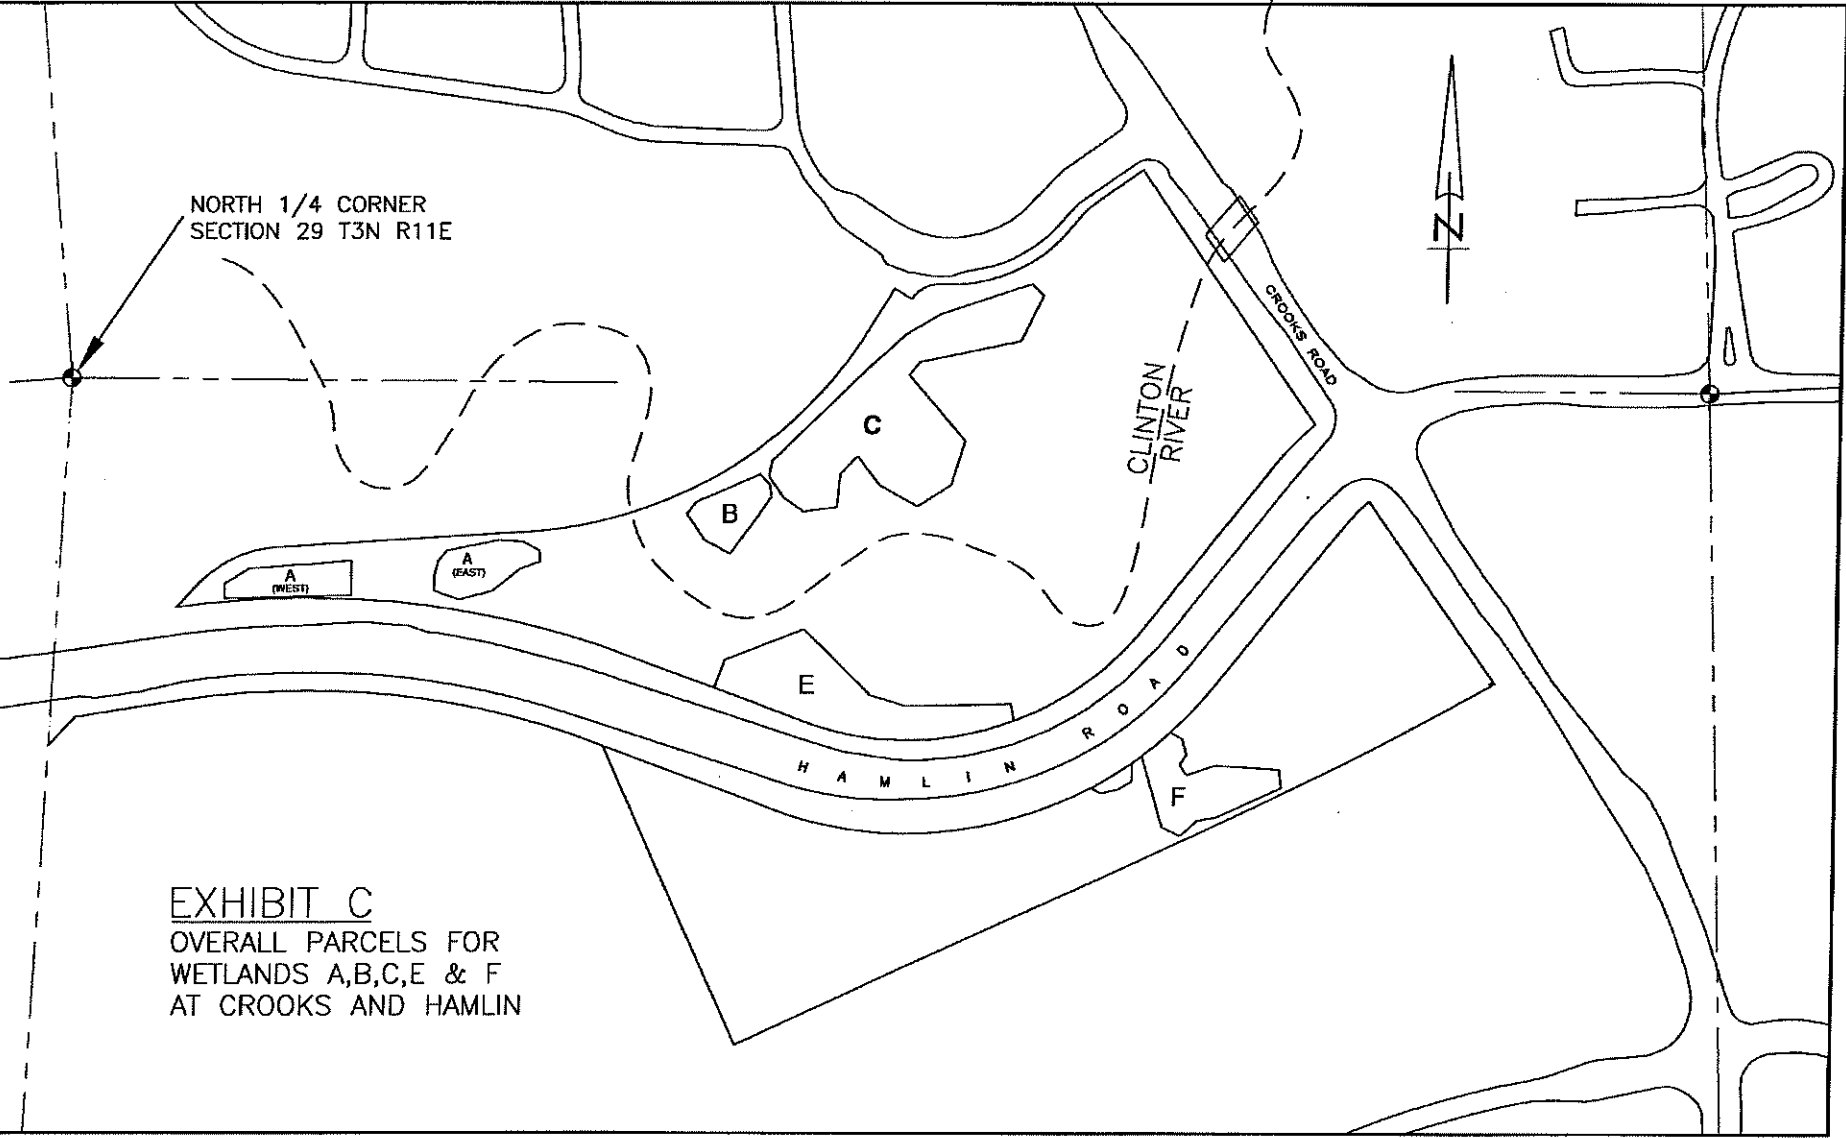 NORTH 1/4 CORNER
SECTION 29 T3N R11E
N
CROOKS ROAD
CLINTON
RIVER
C
B
A
(WEST)
A
(EAST)
E
HAMLIN ROAD
F
EXHIBIT C
OVERALL PARCELS FOR
WETLANDS A,B,C,E & F
AT CROOKS AND HAMLIN